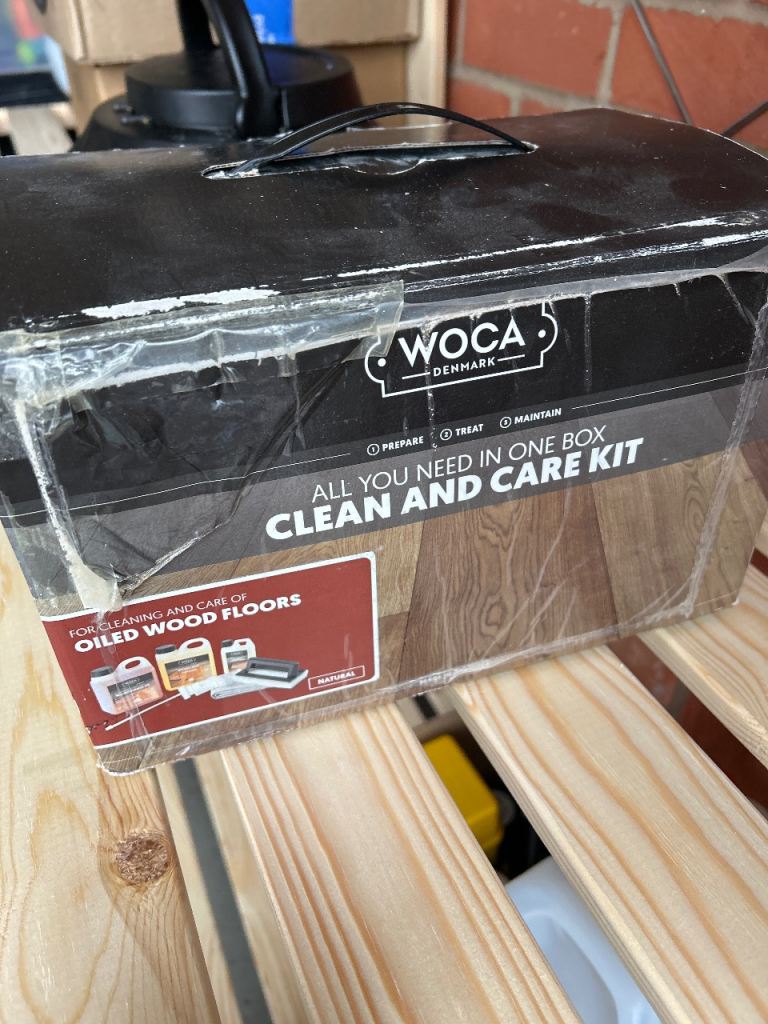 WOCA
DENMARK
1 PREPARE 2 TREAT 3 MAINTAIN
ALL YOU NEED IN ONE BOX
CLEAN AND CARE KIT
FOR CLEANING AND CARE OF
OILED WOOD FLOORS
NATURAL